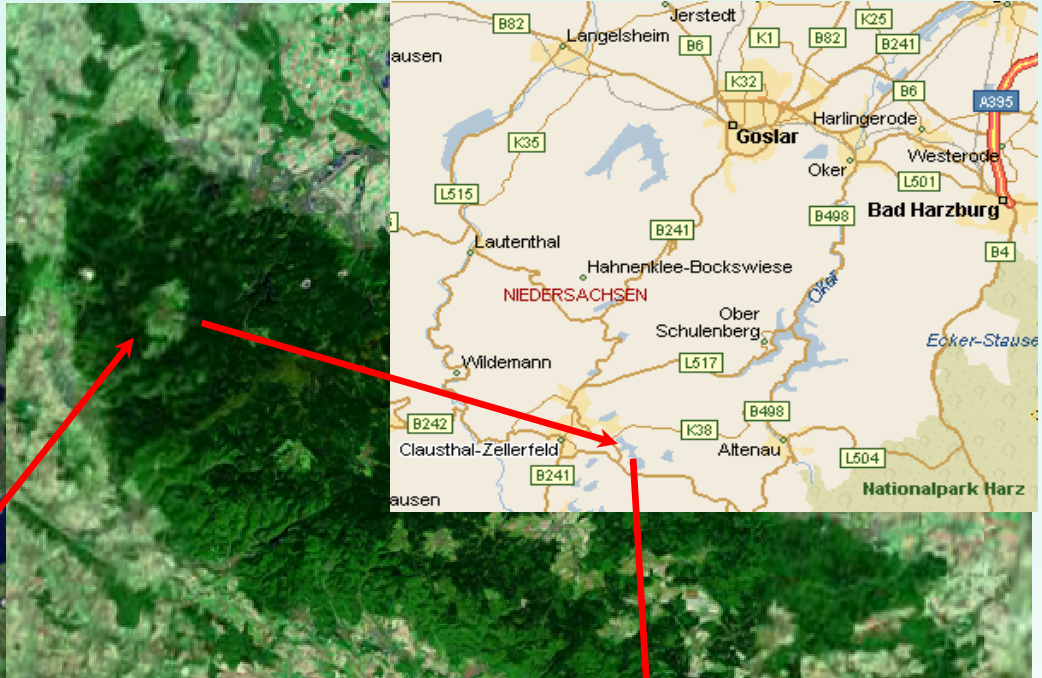 Jerstedt
B82
K25
Langelsheim
B6
K1
B82
B241
ausen
K32
B6
A395
Harlingerode
Goslar
K35
Westerode
Oker
L501
L515
Bad Harzburg
B498
B241
Lautenthal
B4
Hahnenklee-Bockswiese
Oker
NIEDERSACHSEN
Ober
Schulenberg
Ecker-Stause
Wildemann
L517
B498
B242
K38
Clausthal-Zellerfeld
Altenau
L504
B241
Nationalpark Harz
ausen